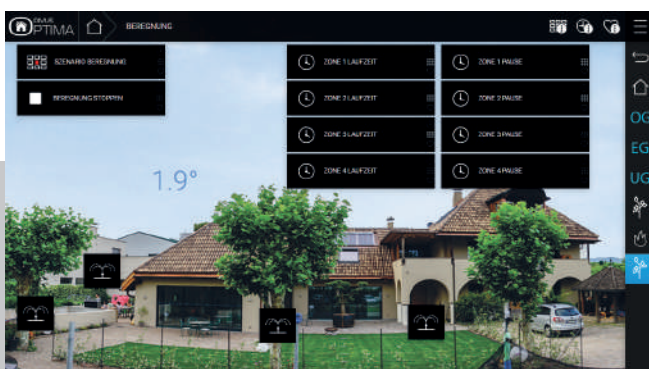 DIVUS
OPTIMA
BEREGNUNG
SZENARIO BEREGNUNG
BEREGNUNG STOPPEN
ZONE 1 LAUFZEIT
ZONE 1 PAUSE
ZONE 2 LAUFZEIT
ZONE 2 PAUSE
ZONE 3 LAUFZEIT
ZONE 3 PAUSE
ZONE 4 LAUFZEIT
ZONE 4 PAUSE
1.9°
OG
EG
UG